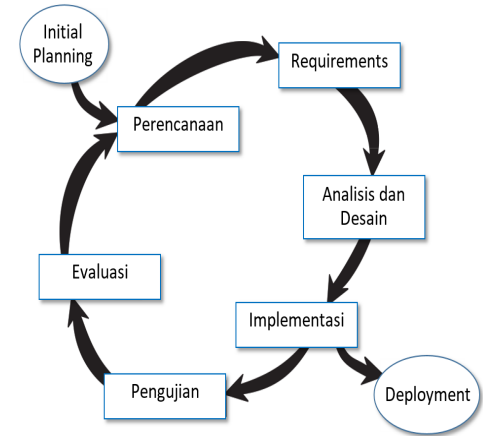 Initial
Planning
Requirements
Perencanaan
Analisis dan
Desain
Evaluasi
Implementasi
Pengujian
Deployment